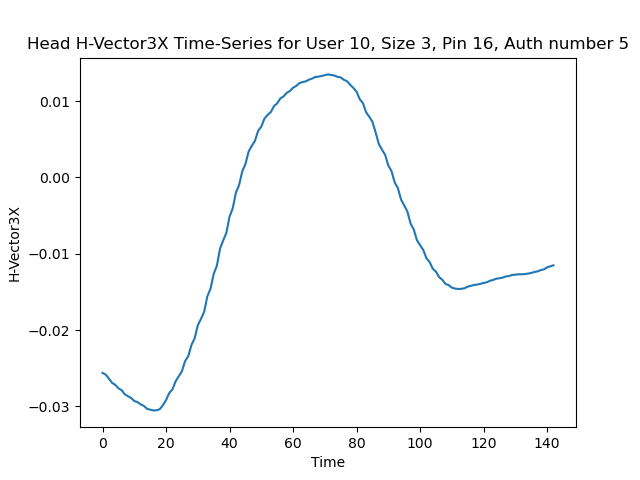 Head H-Vector3X Time-Series for User 10, Size 3, Pin 16, Auth number 5
0.01
0.00
−0.01
−0.02
−0.03
H-Vector3X
0 20 40 60 80 100 120 140
Time